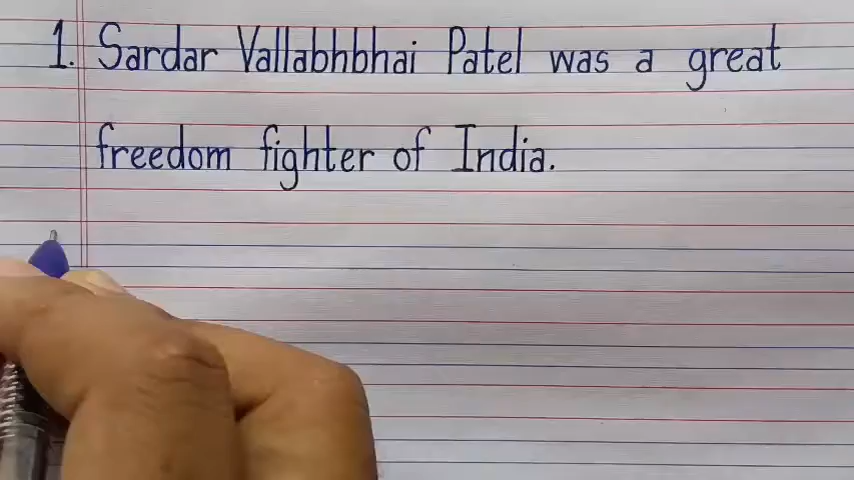 1. Sardar Vallabhbhai Patel was a great
freedom fighter of India.